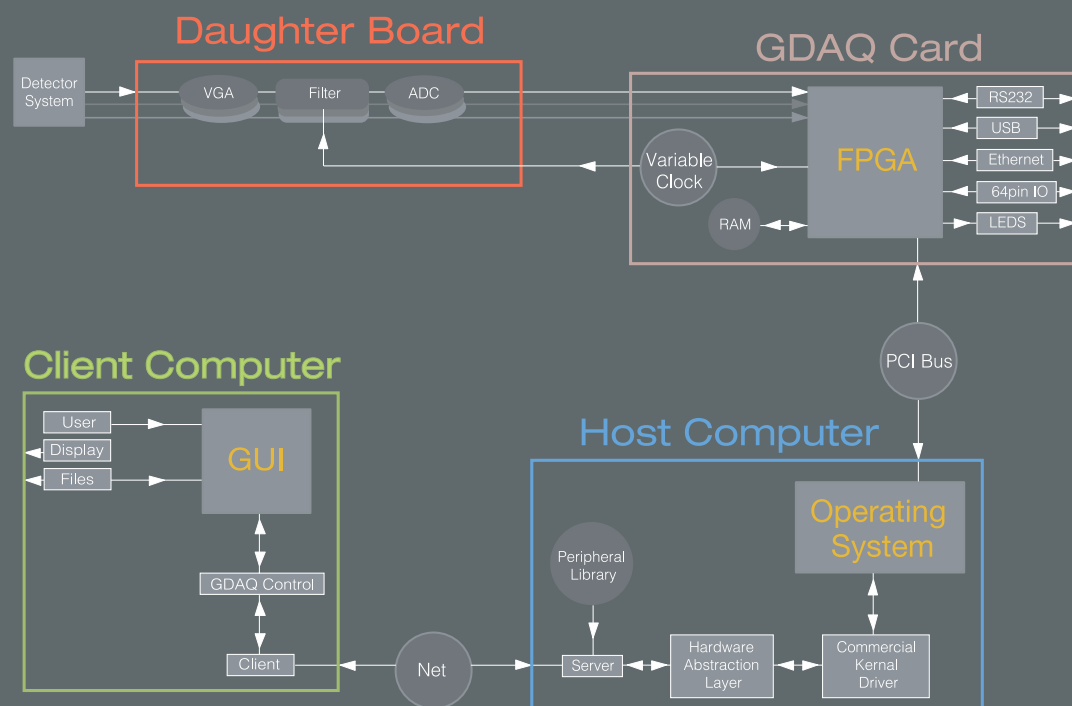 Daughter Board
GDAQ Card
Detector
System
VGA
Filter
ADC
RS232
USB
Ethernet
64pin IO
LEDS
FPGA
Variable
Clock
RAM
PCI Bus
Client Computer
User
Display
Files
GUI
GDAQ Control
Client
Net
Host Computer
Operating
System
Peripheral
Library
Server
Hardware
Abstraction
Layer
Commercial
Kernal
Driver